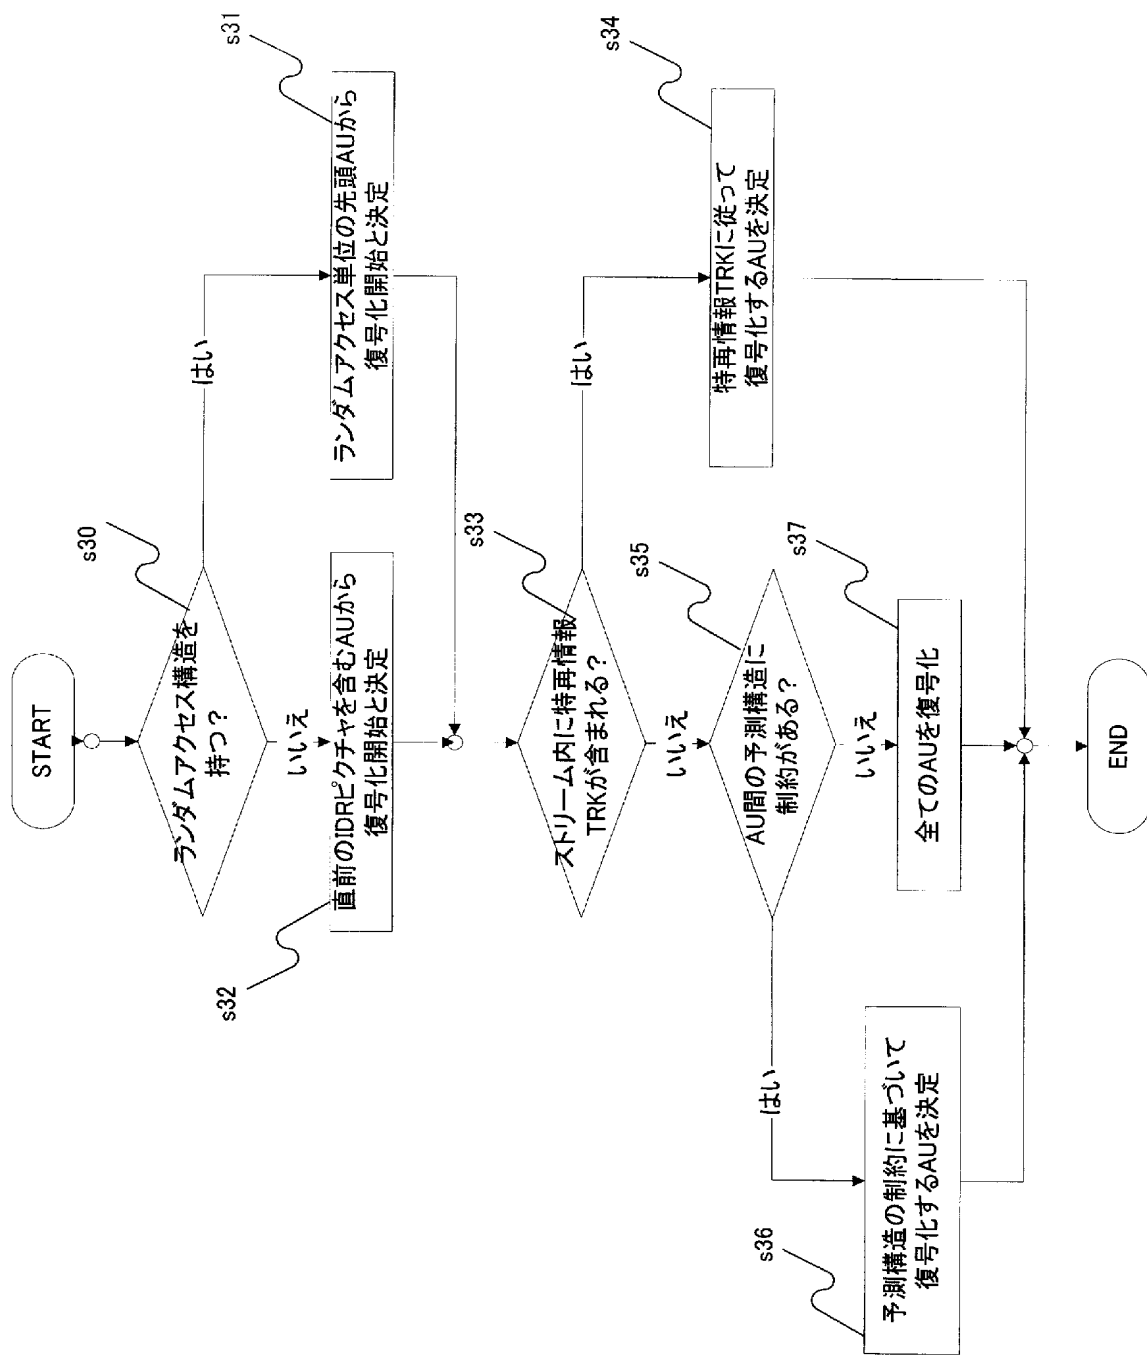 START
s30
ランダムアクセス構造を
持つ？
はい
いいえ
s31
ランダムアクセス単位の先頭AUから
復号化開始と決定
s32
直前のIDRピクチャを含むAUから
復号化開始と決定
s33
ストリーム内に特再情報
TRKが含まれる？
はい
いいえ
s34
特再情報TRKに従って
復号化するAUを決定
s35
AU間の予測構造に
制約がある？
はい
いいえ
s36
予測構造の制約に基づいて
復号化するAUを決定
s37
全てのAUを復号化
END